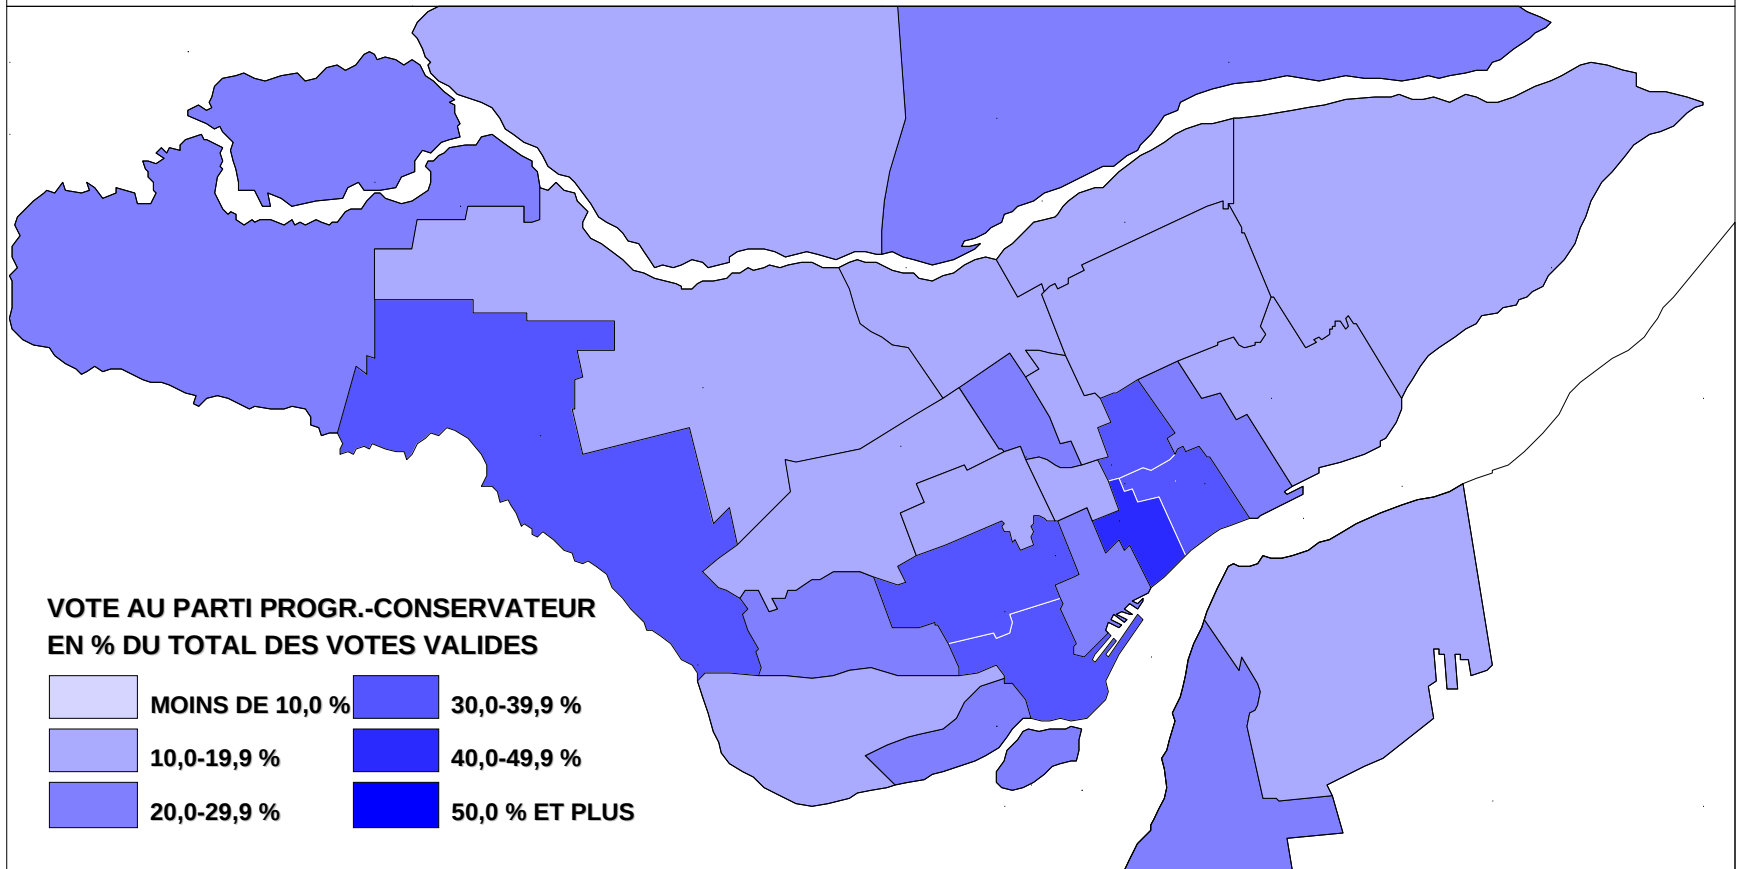 VOTE AU PARTI PROGR.-CONSERVATEUR
EN % DU TOTAL DES VOTES VALIDES
MOINS DE 10,0 %
10,0-19,9 %
20,0-29,9 %
30,0-39,9 %
40,0-49,9 %
50,0 % ET PLUS